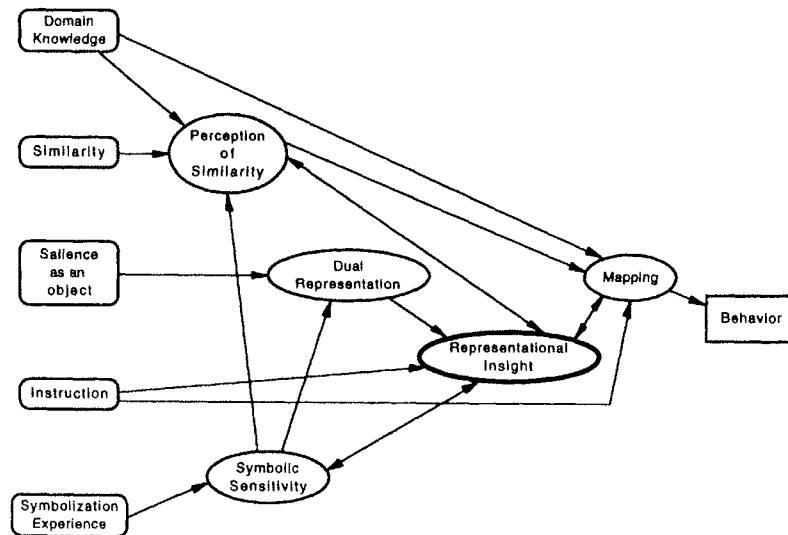 Domain
Knowledge
Similarity
Perception
of
Similarity
Salience
as an
object
Dual
Representation
Mapping
Behavior
Representational
Insight
Instruction
Symbolic
Sensitivity
Symbolization
Experience